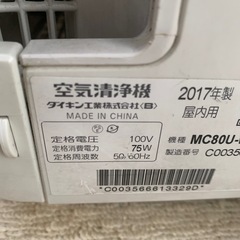 空気清浄機
ダイキン工業株式会社〈B〉
MADE IN CHINA
2017年製
屋内用
定格電圧 100V
定格消費電力 75W
定格周波数 50/60Hz
機種 MC80U-
製造番号 C0035
*C003566613329D*